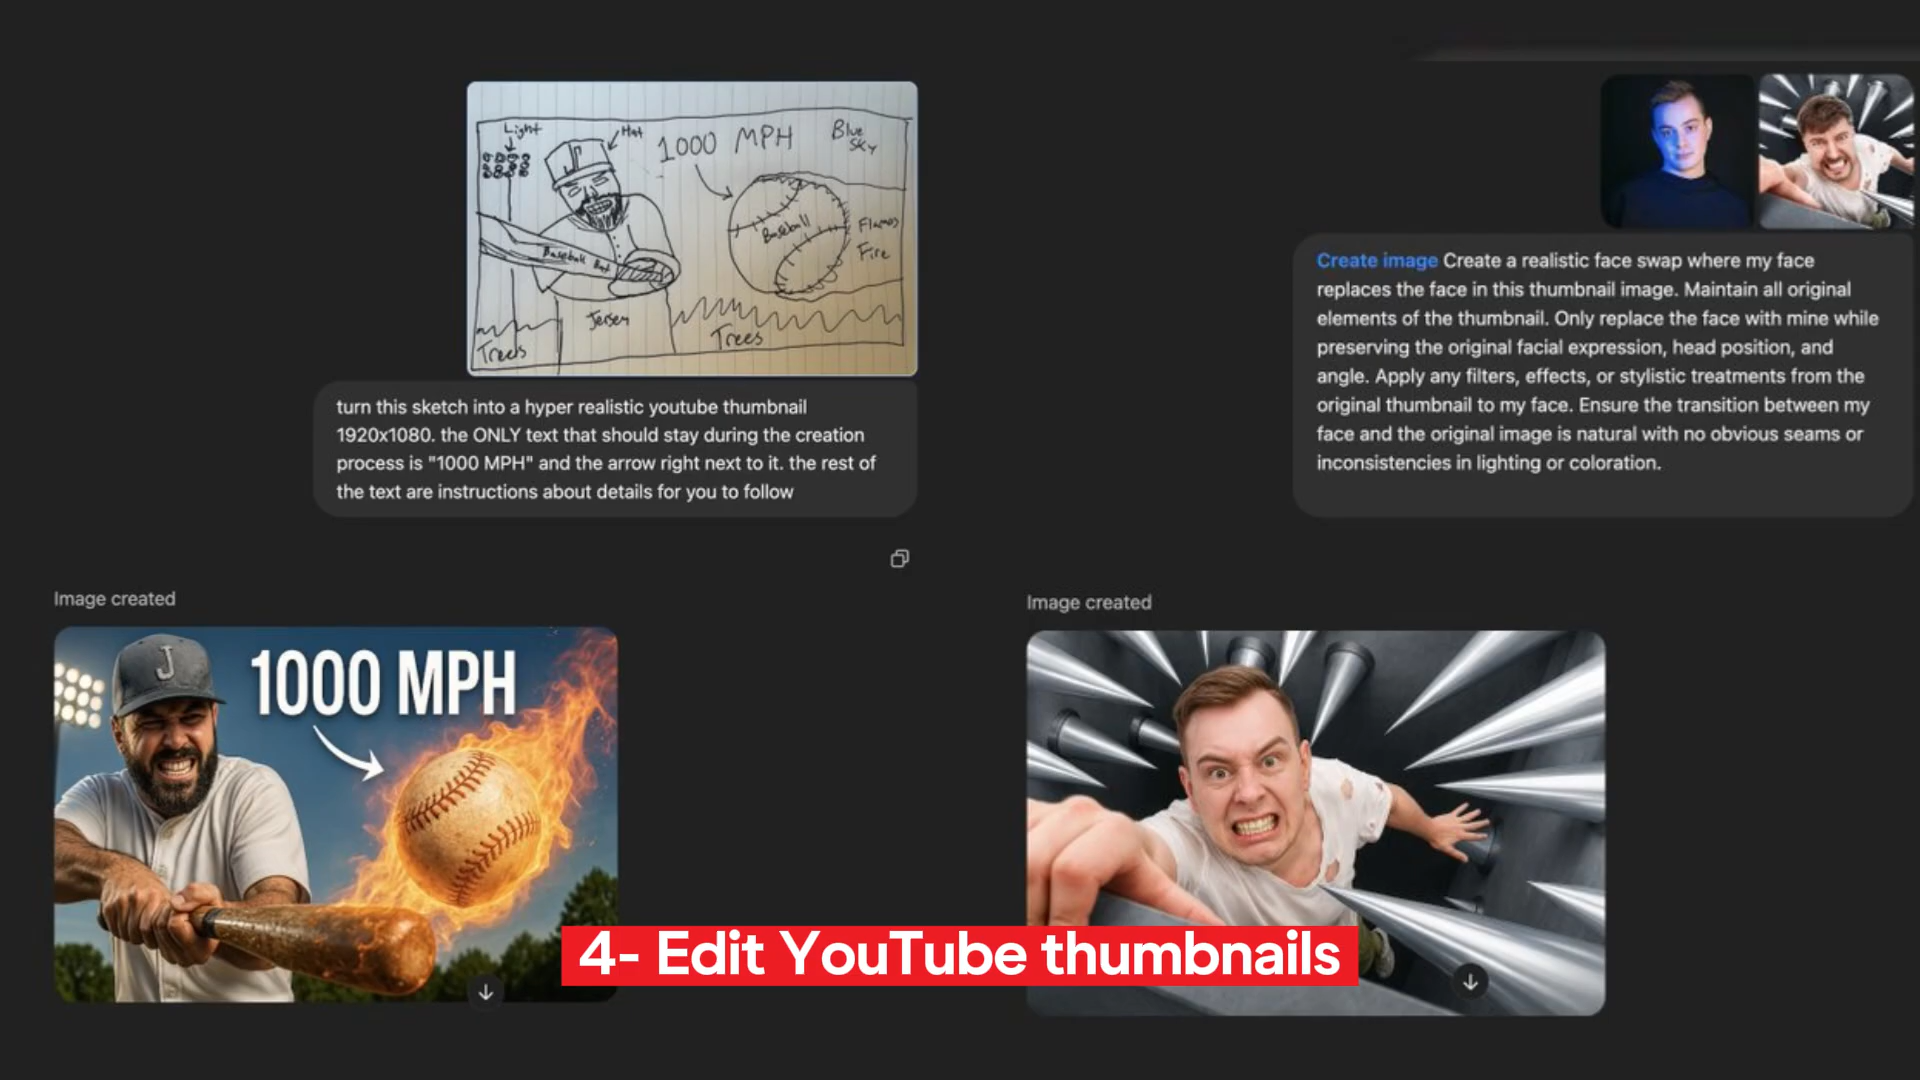 Light
Hat
1000 MPH
Blue
Sky
J
Baseball
Flames
Fire
Baseball Bat
Jersey
Trees
Trees
turn this sketch into a hyper realistic youtube thumbnail
1920x1080. the ONLY text that should stay during the creation
process is "1000 MPH" and the arrow right next to it. the rest of
the text are instructions about details for you to follow
Image created
J
1000 MPH
Create image Create a realistic face swap where my face
replaces the face in this thumbnail image. Maintain all original
elements of the thumbnail. Only replace the face with mine while
preserving the original facial expression, head position, and
angle. Apply any filters, effects, or stylistic treatments from the
original thumbnail to my face. Ensure the transition between my
face and the original image is natural with no obvious seams or
inconsistencies in lighting or coloration.
Image created
4- Edit YouTube thumbnails